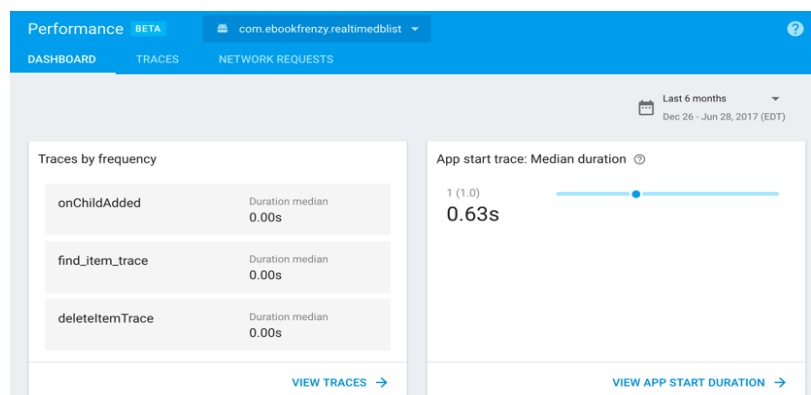 Performance BETA com.ebookfrenzy.realtimedblist ?
DASHBOARD TRACES NETWORK REQUESTS
Last 6 months
Dec 26 - Jun 28, 2017 (EDT)
Traces by frequency
onChildAdded
Duration median
0.00s
find_item_trace
Duration median
0.00s
deleteItemTrace
Duration median
0.00s
VIEW TRACES →
App start trace: Median duration ?
1 (1.0)
0.63s
VIEW APP START DURATION →